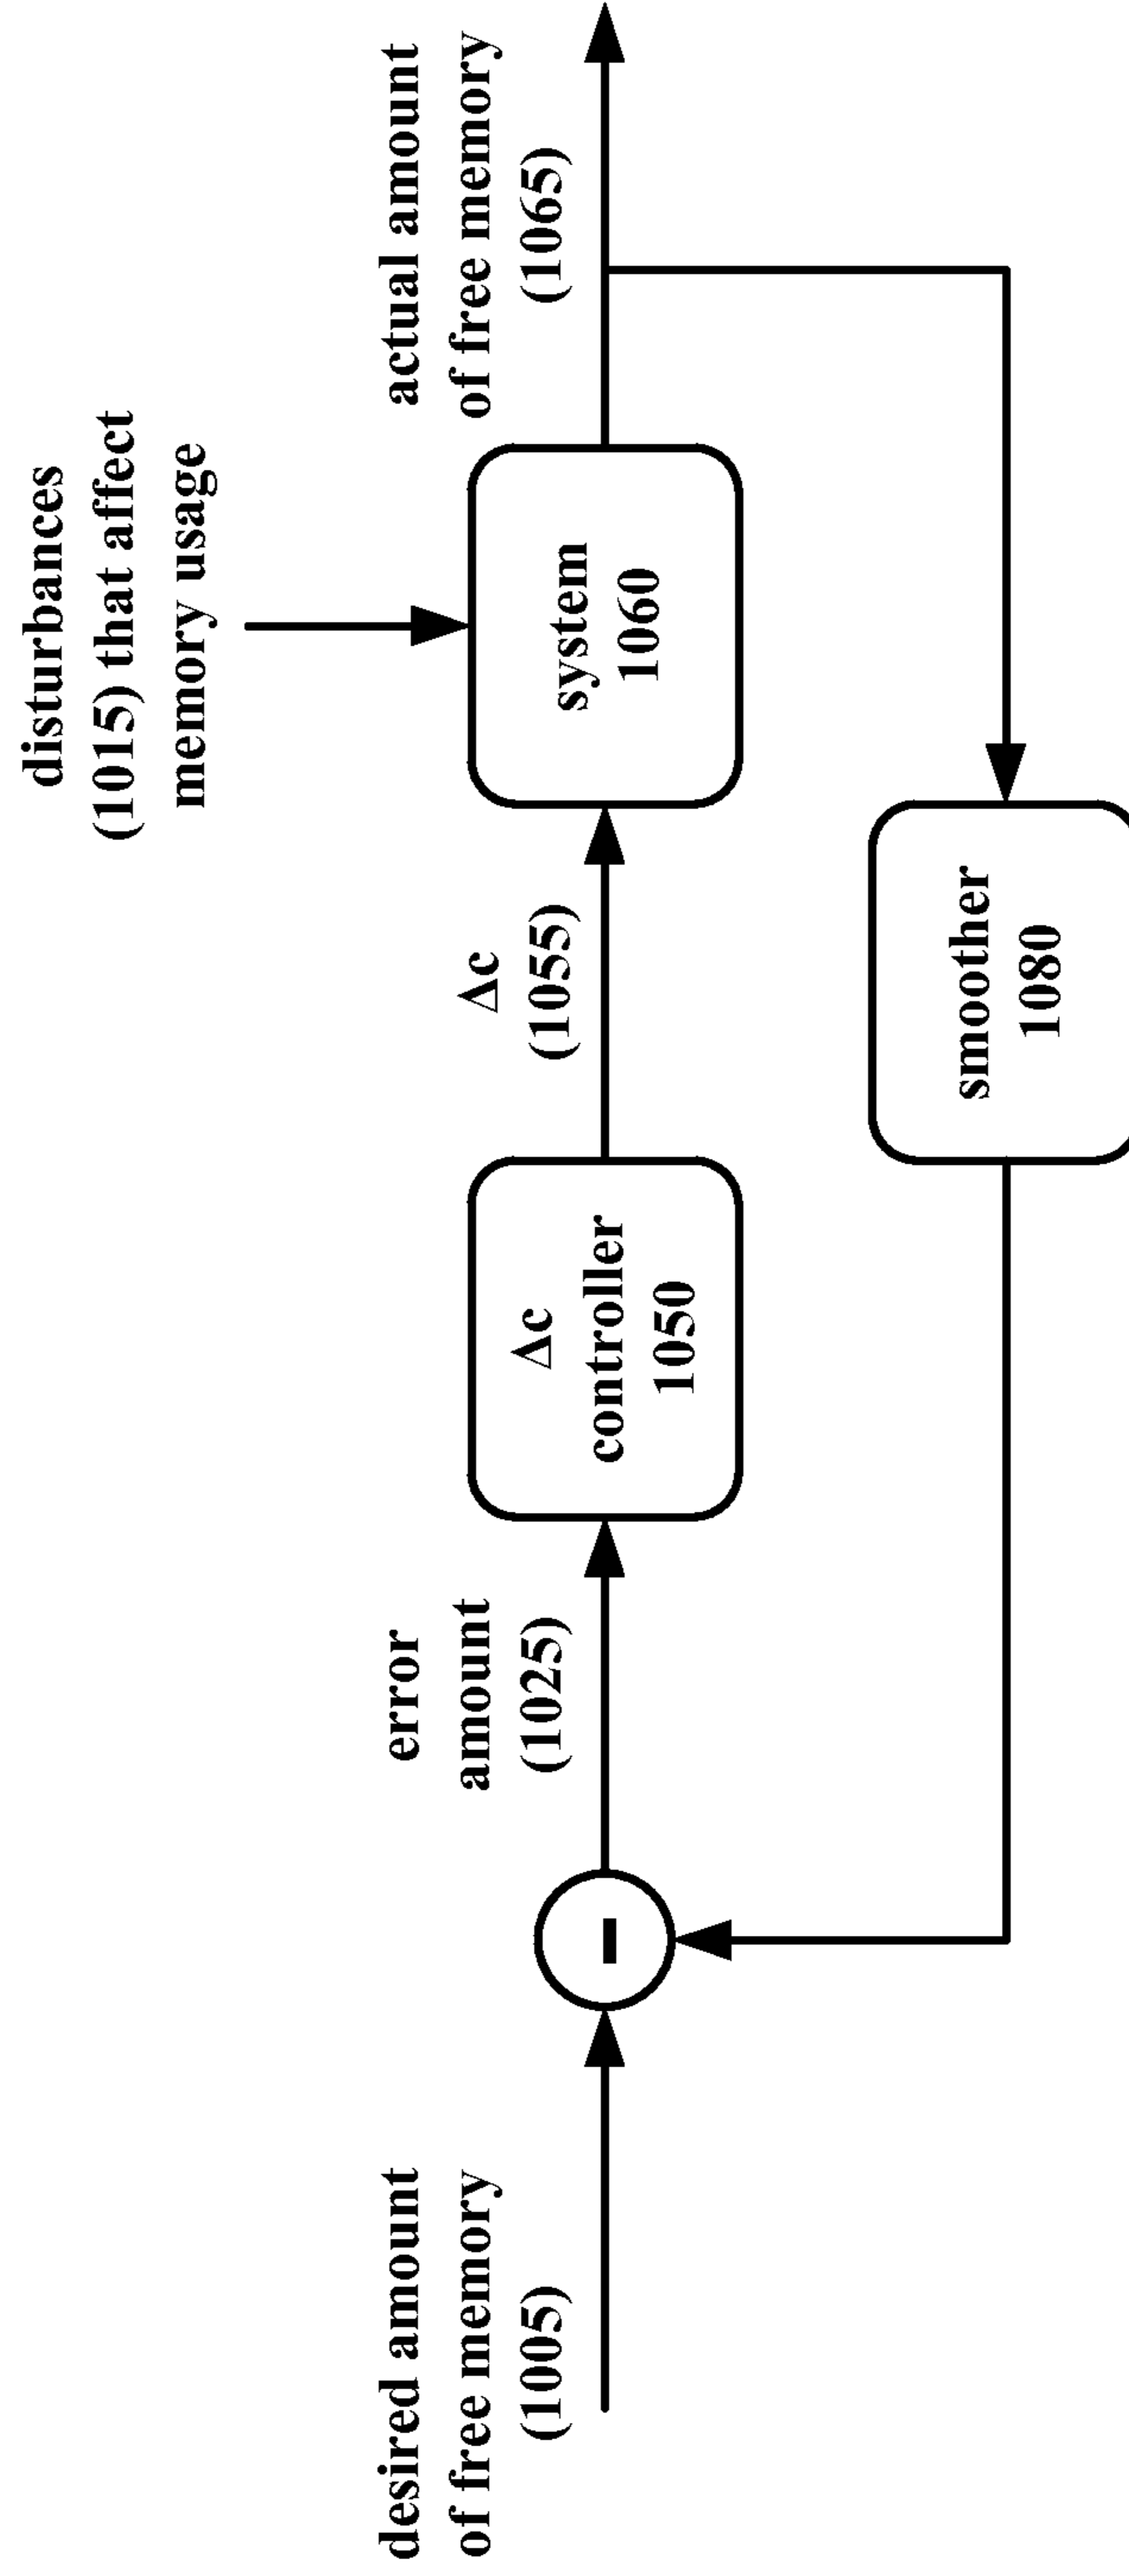 disturbances
(1015) that affect
memory usage
desired amount
of free memory
(1005)
−
error
amount
(1025)
Δc
controller
1050
Δc
(1055)
system
1060
actual amount
of free memory
(1065)
smoother
1080